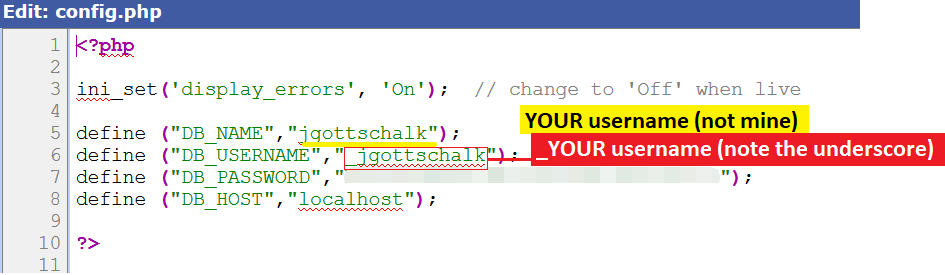 Edit: config.php
1 <?php
2
3 ini_set('display_errors', 'On'); // change to 'Off' when live
4
YOUR username (not mine)
5 define ("DB_NAME","jgottschalk");
6 define ("DB_USERNAME","_jgottschalk");
_YOUR username (note the underscore)
7 define ("DB_PASSWORD","");
8 define ("DB_HOST","localhost");
9
10 ?>
11